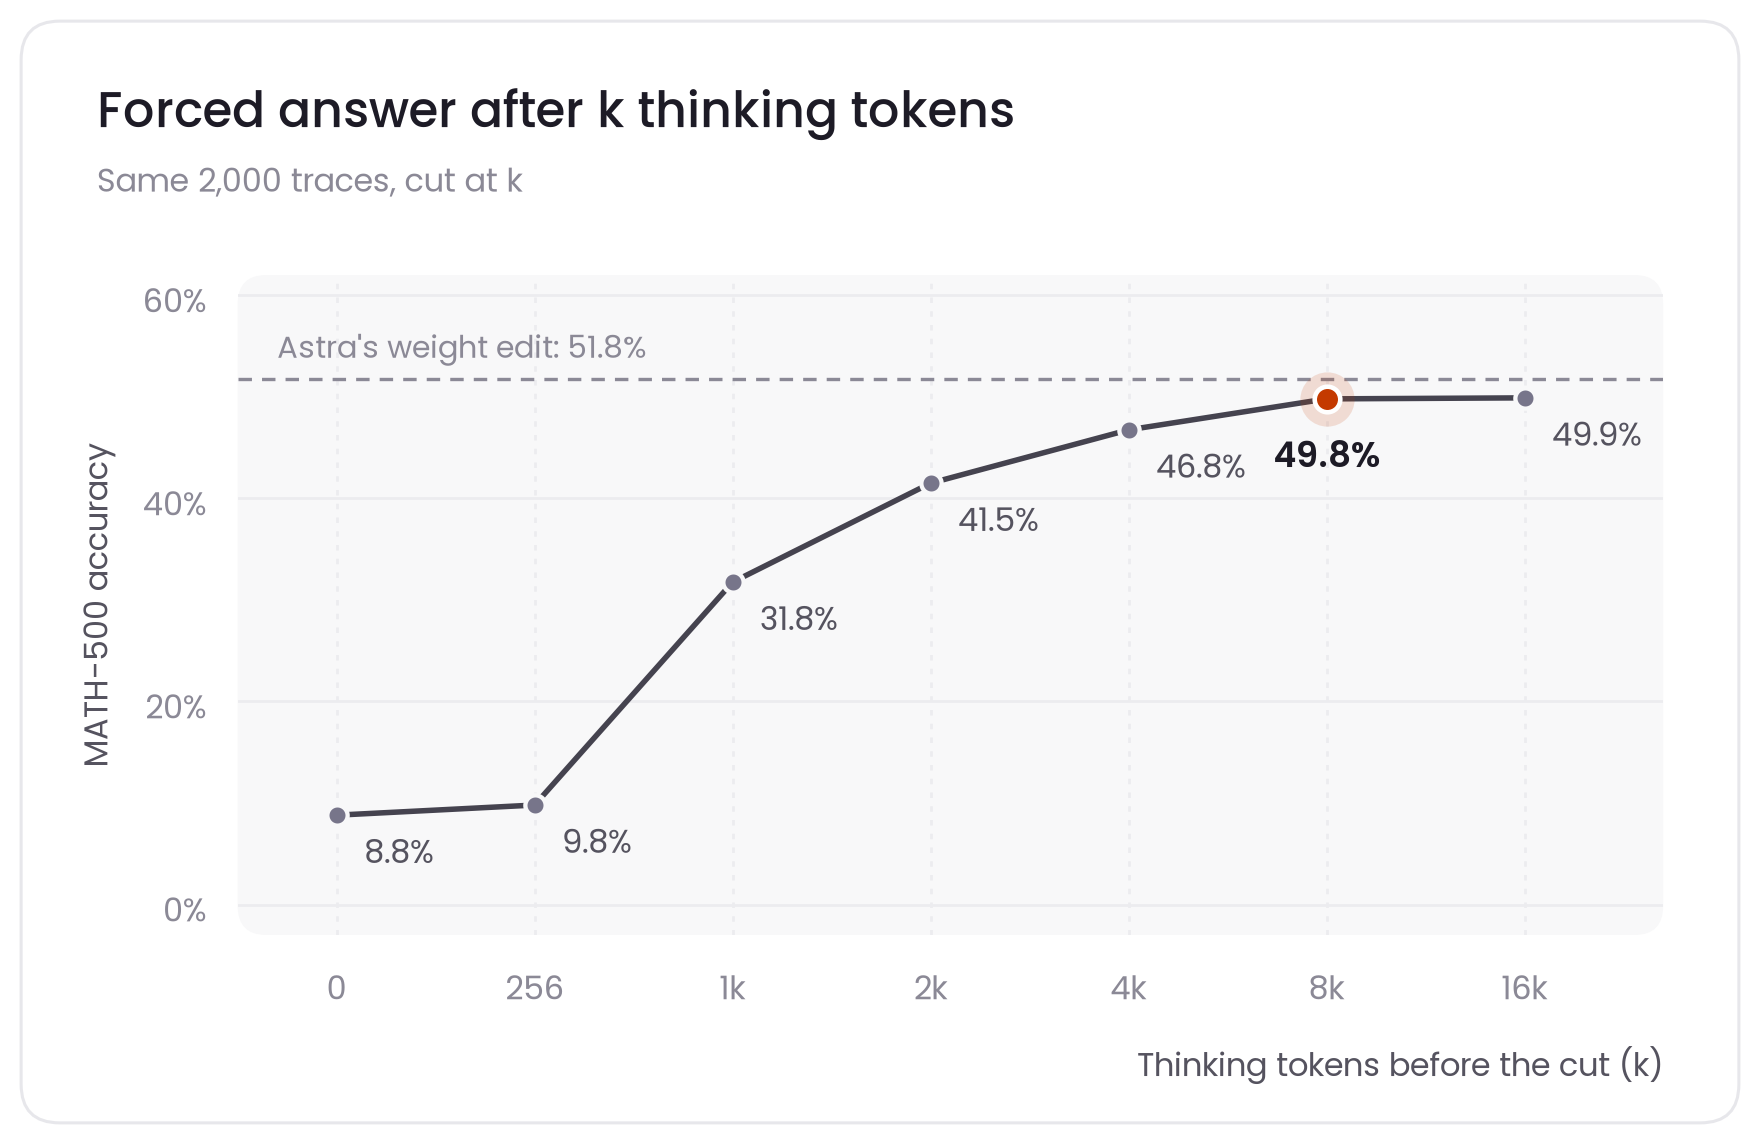 Forced answer after k thinking tokens
Same 2,000 traces, cut at k
60%
Astra's weight edit: 51.8%
49.9%
49.8%
46.8%
40%
41.5%
31.8%
MATH-500 accuracy
20%
9.8%
8.8%
0%
0 256 1k 2k 4k 8k 16k
Thinking tokens before the cut (k)